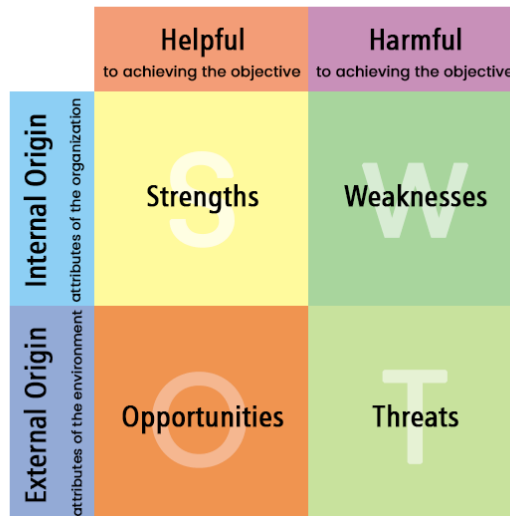 Helpful
to achieving the objective
Harmful
to achieving the objective
Internal Origin
attributes of the organization
S
Strengths
W
Weaknesses
External Origin
attributes of the environment
O
Opportunities
T
Threats